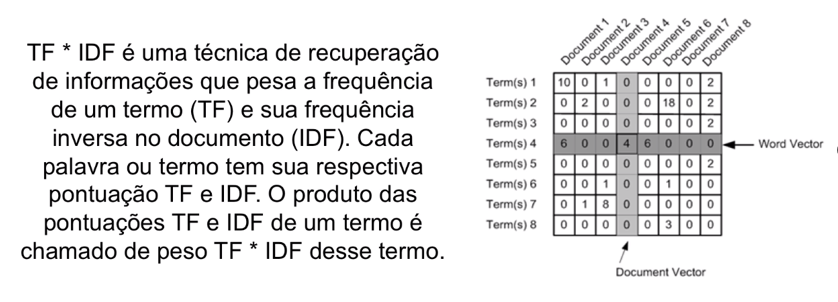 TF * IDF é uma técnica de recuperação
de informações que pesa a frequência
de um termo (TF) e sua frequência
inversa no documento (IDF). Cada
palavra ou termo tem sua respectiva
pontuação TF e IDF. O produto das
pontuações TF e IDF de um termo é
chamado de peso TF * IDF desse termo.
Document 1
Document 2
Document 3
Document 4
Document 5
Document 6
Document 7
Document 8
Term(s) 1 10 0 1 0 0 0 0 2
Term(s) 2 0 2 0 0 0 18 0 2
Term(s) 3 0 0 0 0 0 0 0 2
Term(s) 4 6 0 0 4 6 0 0 0
Word Vector
Term(s) 5 0 0 0 0 0 0 0 2
Term(s) 6 0 0 1 0 0 1 0 0
Term(s) 7 0 1 8 0 0 0 0 0
Term(s) 8 0 0 0 0 0 3 0 0
Document Vector